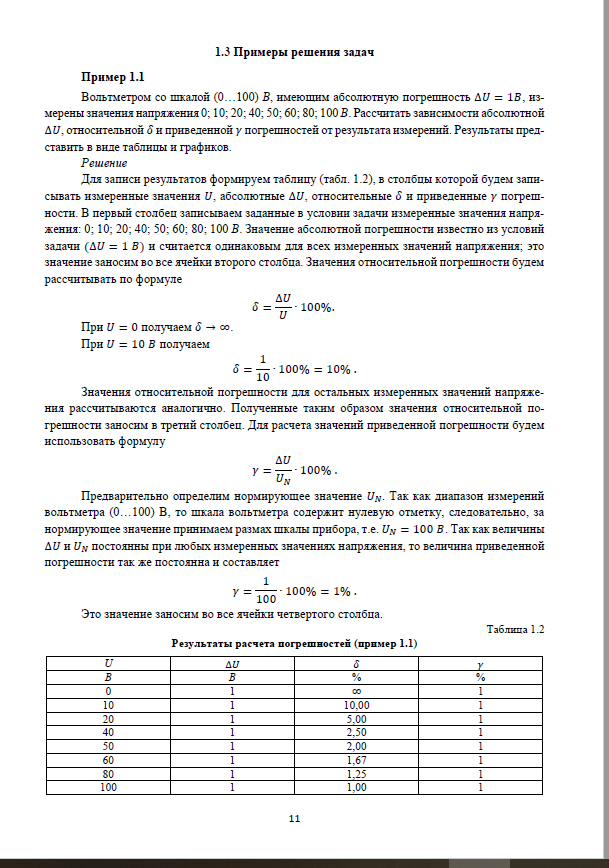 1.3 Примеры решения задач
Пример 1.1
Вольтметром со шкалой (0…100) В, имеющим абсолютную погрешность ΔU = 1В, из-
мерены значения напряжения 0; 10; 20; 40; 50; 60; 80; 100 В. Рассчитать зависимости абсолютной
ΔU, относительной δ и приведенной γ погрешностей от результата измерений. Результаты пред-
ставить в виде таблицы и графиков.
Решение
Для записи результатов формируем таблицу (табл. 1.2), в столбцы которой будем запи-
сывать измеренные значения U, абсолютные ΔU, относительные δ и приведенные γ погреш-
ности. В первый столбец записываем заданные в условии задачи измеренные значения напря-
жения: 0; 10; 20; 40; 50; 60; 80; 100 В. Значение абсолютной погрешности известно из условий
задачи (ΔU = 1 В) и считается одинаковым для всех измеренных значений напряжения; это
значение заносим во все ячейки второго столбца. Значения относительной погрешности будем
рассчитывать по формуле
δ = ΔU/U · 100%.
При U = 0 получаем δ → ∞.
При U = 10 В получаем
δ = 1/10 · 100% = 10% .
Значения относительной погрешности для остальных измеренных значений напряже-
ния рассчитываются аналогично. Полученные таким образом значения относительной по-
грешности заносим в третий столбец. Для расчета значений приведенной погрешности будем
использовать формулу
γ = ΔU/U_N · 100% .
Предварительно определим нормирующее значение U_N. Так как диапазон измерений
вольтметра (0…100) В, то шкала вольтметра содержит нулевую отметку, следовательно, за
нормирующее значение принимаем размах шкалы прибора, т.е. U_N = 100 В. Так как величины
ΔU и U_N постоянны при любых измеренных значениях напряжения, то величина приведенной
погрешности так же постоянна и составляет
γ = 1/100 · 100% = 1% .
Это значение заносим во все ячейки четвертого столбца.
Таблица 1.2
Результаты расчета погрешностей (пример 1.1)
U ΔU δ γ
В В % %
0 1 ∞ 1
10 1 10,00 1
20 1 5,00 1
40 1 2,50 1
50 1 2,00 1
60 1 1,67 1
80 1 1,25 1
100 1 1,00 1
11